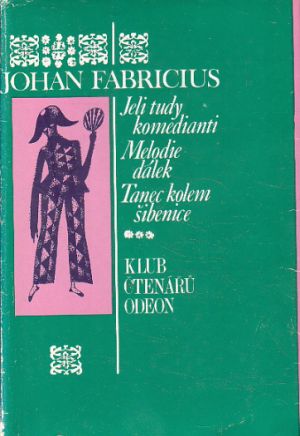 JOHAN FABRICIUS
Jeli tudy
komedianti
Melodie
dálek
Tanec kolem
šibenice
KLUB
ČTENÁŘŮ
ODEON